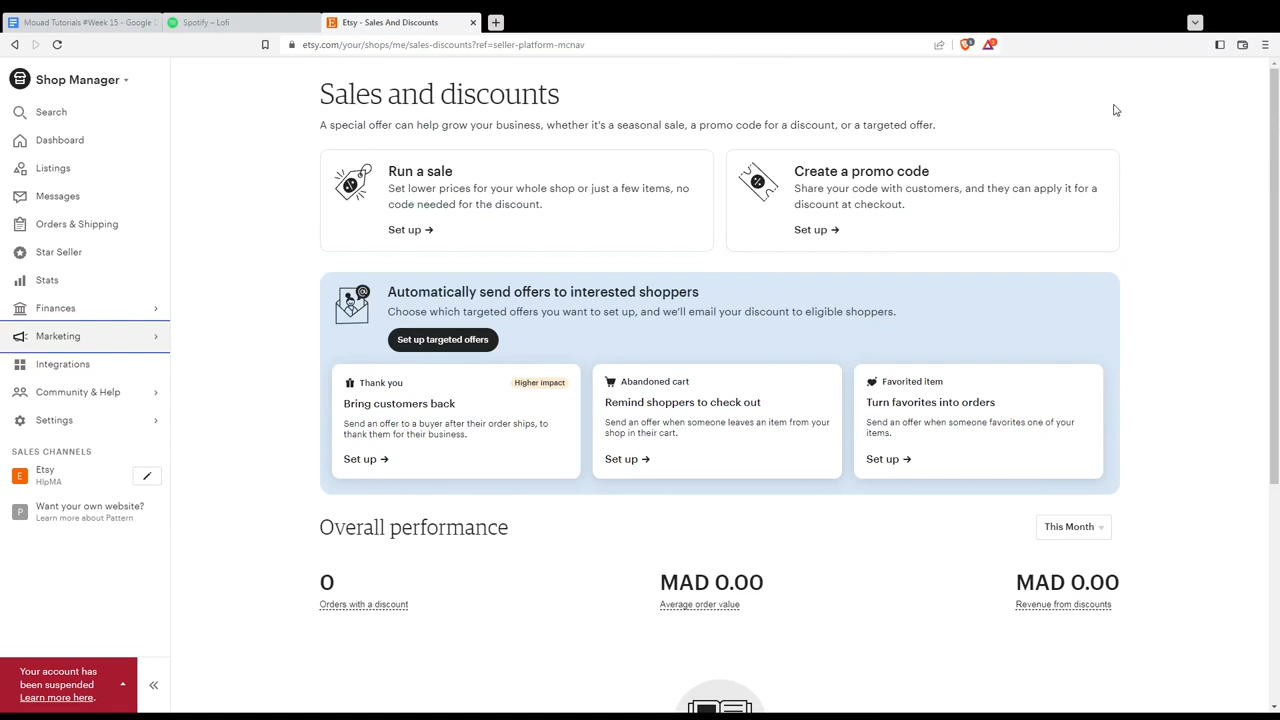 Mouad Tutorials #Week 15 - Google D
Spotify – Lofi
Etsy - Sales And Discounts
etsy.com/your/shops/me/sales-discounts?ref=seller-platform-mcnav
Shop Manager
Search
Dashboard
Listings
Messages
Orders & Shipping
Star Seller
Stats
Finances
Marketing
Integrations
Community & Help
Settings
SALES CHANNELS
E
Etsy
HlpMA
P
Want your own website?
Learn more about Pattern
Your account has
been suspended
Learn more here.
Sales and discounts
A special offer can help grow your business, whether it's a seasonal sale, a promo code for a discount, or a targeted offer.
Run a sale
Set lower prices for your whole shop or just a few items, no
code needed for the discount.
Set up →
Create a promo code
Share your code with customers, and they can apply it for a
discount at checkout.
Set up →
Automatically send offers to interested shoppers
Choose which targeted offers you want to set up, and we'll email your discount to eligible shoppers.
Set up targeted offers
Thank you
Higher impact
Bring customers back
Send an offer to a buyer after their order ships, to
thank them for their business.
Set up →
Abandoned cart
Remind shoppers to check out
Send an offer when someone leaves an item from your
shop in their cart.
Set up →
Favorited item
Turn favorites into orders
Send an offer when someone favorites one of your
items.
Set up →
Overall performance
This Month
0
Orders with a discount
MAD 0.00
Average order value
MAD 0.00
Revenue from discounts